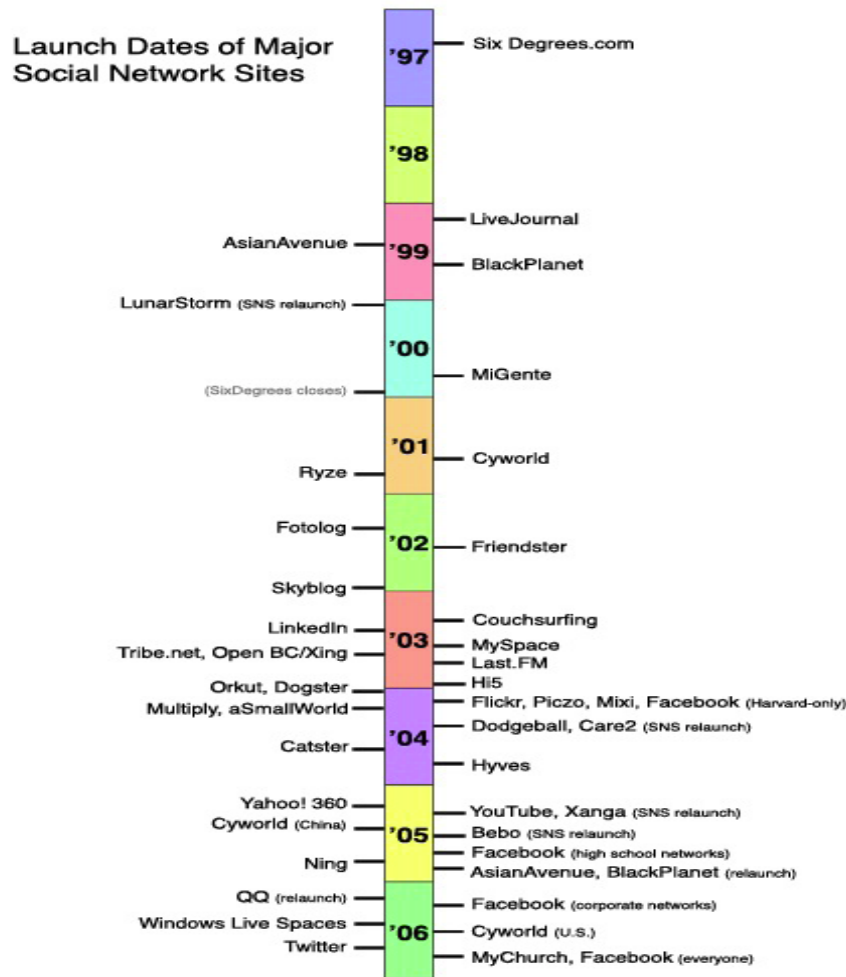 Launch Dates of Major
Social Network Sites
'97
Six Degrees.com
'98
LiveJournal
AsianAvenue
'99
BlackPlanet
LunarStorm (SNS relaunch)
'00
MiGente
(SixDegrees closes)
'01
Cyworld
Ryze
Fotolog
'02
Friendster
Skyblog
Couchsurfing
LinkedIn
'03
MySpace
Tribe.net, Open BC/Xing
Last.FM
Hi5
Orkut, Dogster
Flickr, Piczo, Mixi, Facebook (Harvard-only)
Multiply, aSmallWorld
Dodgeball, Care2 (SNS relaunch)
'04
Catster
Hyves
Yahoo! 360
YouTube, Xanga (SNS relaunch)
Cyworld (China)
'05
Bebo (SNS relaunch)
Facebook (high school networks)
Ning
AsianAvenue, BlackPlanet (relaunch)
QQ (relaunch)
Facebook (corporate networks)
Windows Live Spaces
'06
Cyworld (U.S.)
Twitter
MyChurch, Facebook (everyone)